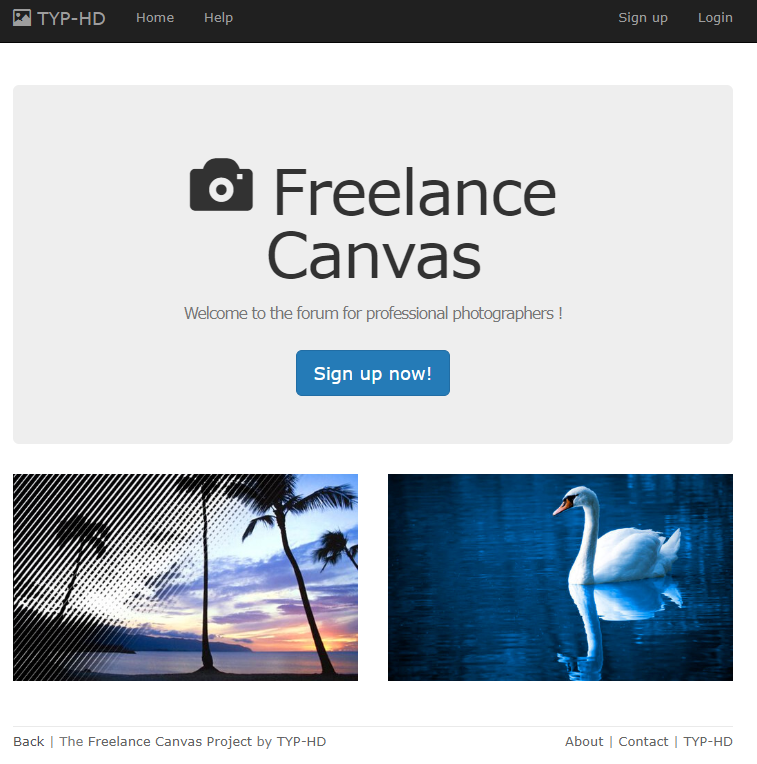 TYP-HD Home Help Sign up Login
Freelance
Canvas
Welcome to the forum for professional photographers !
Sign up now!
Back | The Freelance Canvas Project by TYP-HD About | Contact | TYP-HD